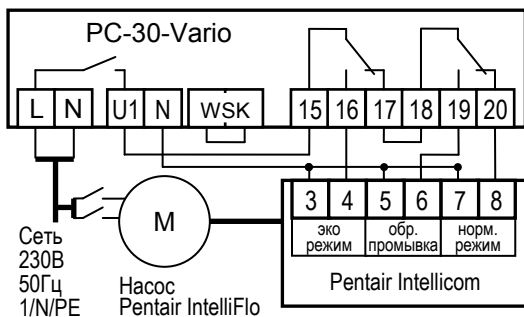 PC-30-Vario
L N U1 N WSK 15 16 17 18 19 20
3 4 5 6 7 8
эко режим
обр. промывка
норм. режим
Pentair Intellicom
M
Сеть
230В
50Гц
1/N/PE
Насос
Pentair IntelliFlo